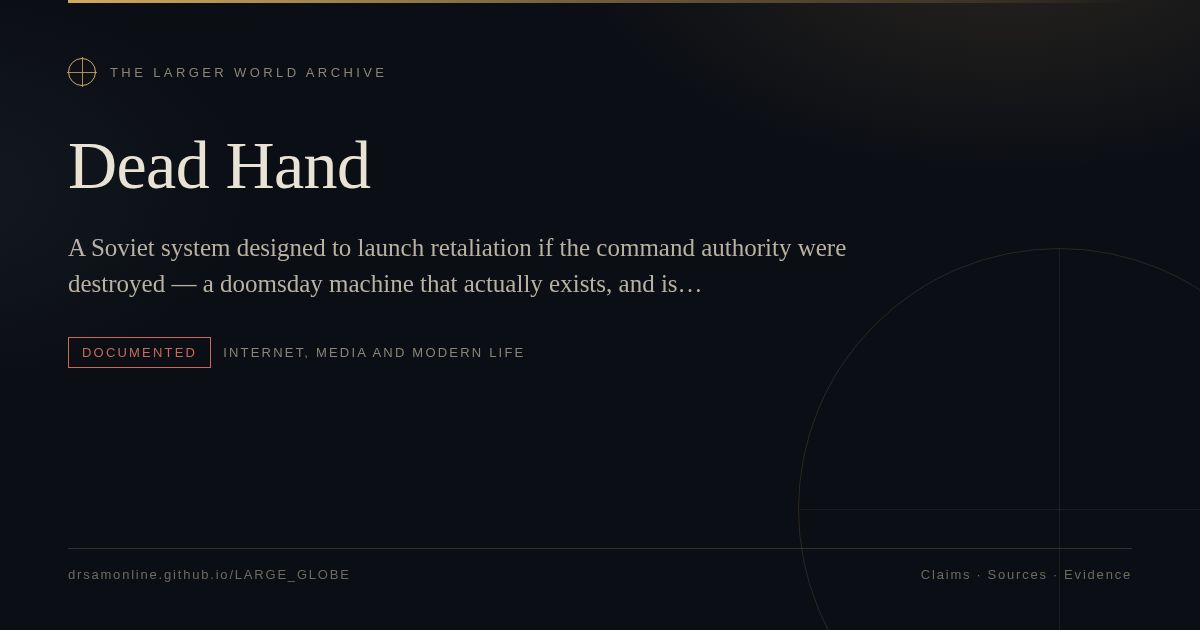 THE LARGER WORLD ARCHIVE
Dead Hand
A Soviet system designed to launch retaliation if the command authority were
destroyed — a doomsday machine that actually exists, and is…
DOCUMENTED
INTERNET, MEDIA AND MODERN LIFE
drsamonline.github.io/LARGE_GLOBE
Claims · Sources · Evidence